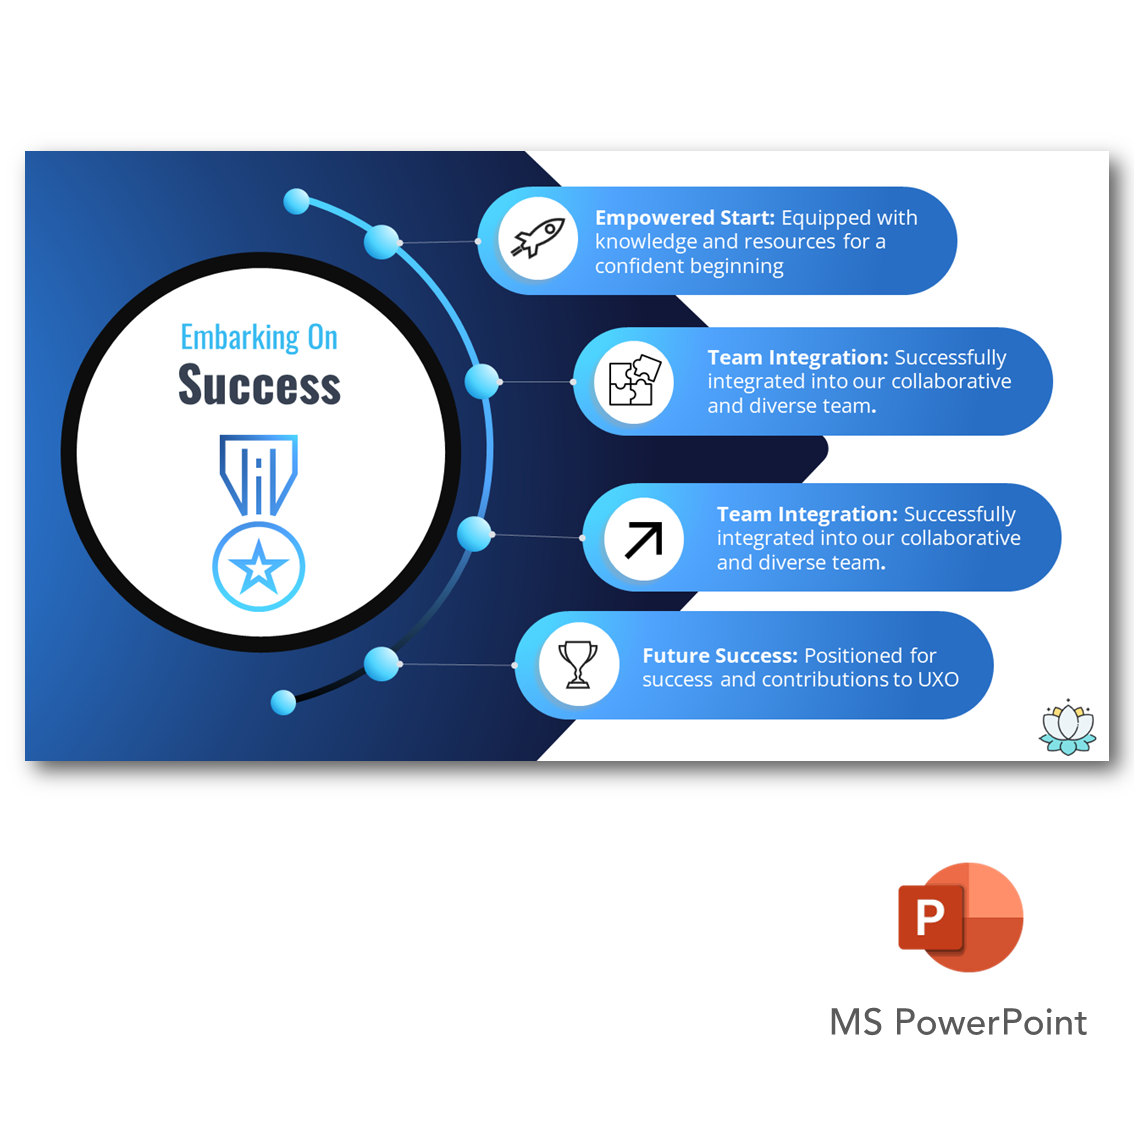 Embarking On
Success
Empowered Start: Equipped with
knowledge and resources for a
confident beginning
Team Integration: Successfully
integrated into our collaborative
and diverse team.
Team Integration: Successfully
integrated into our collaborative
and diverse team.
Future Success: Positioned for
success and contributions to UXO
P
MS PowerPoint